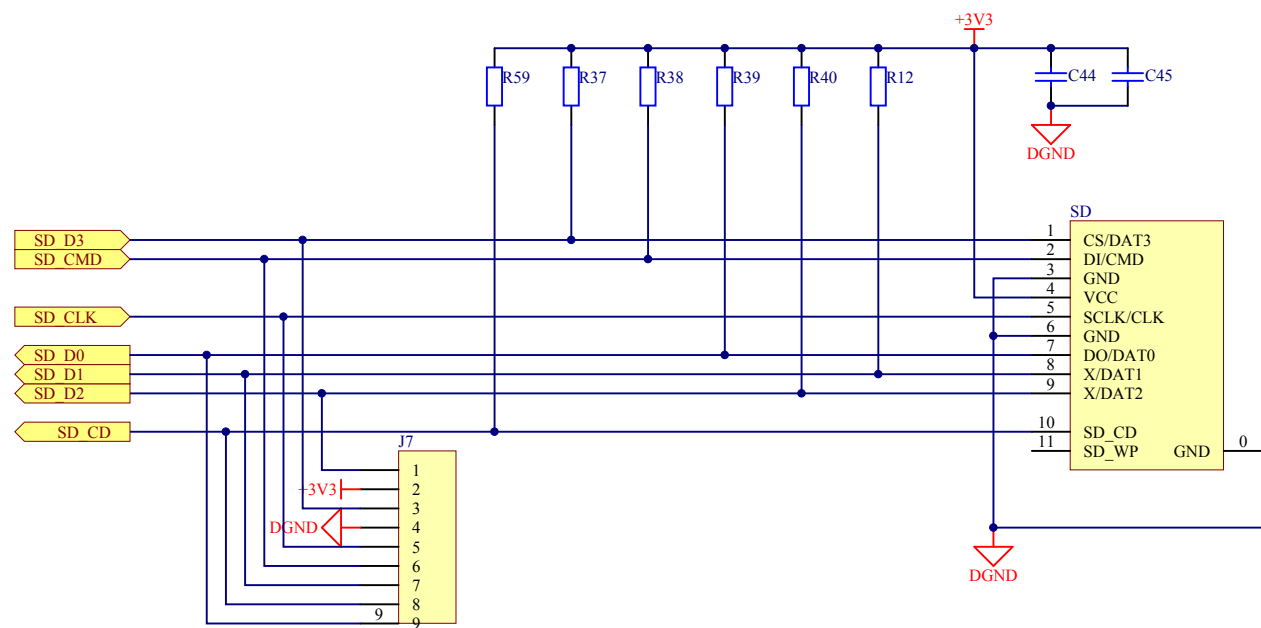 +3V3
R59 R37 R38 R39 R40 R12 C44 C45
DGND
SD
SD_D3 1 CS/DAT3
SD_CMD 2 DI/CMD
3 GND
4 VCC
SD_CLK 5 SCLK/CLK
6 GND
SD_D0 7 DO/DAT0
SD_D1 8 X/DAT1
SD_D2 9 X/DAT2
SD_CD 10 SD_CD
11 SD_WP GND 0
J7
1
+3V3 2
3
DGND 4
5
6
7
8
9 9
DGND